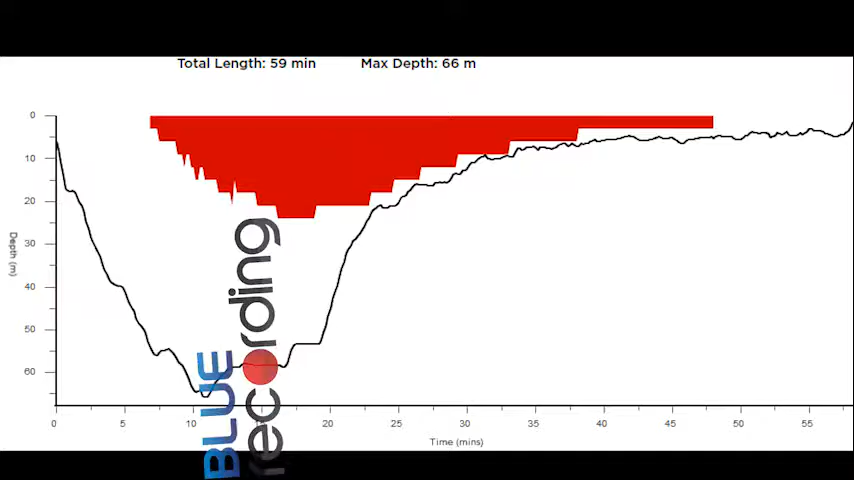 Total Length: 59 min Max Depth: 66 m
0
10
20
30
40
50
60
Depth (m)
0 5 10 15 20 25 30 35 40 45 50 55
Time (mins)
BLUE
recording